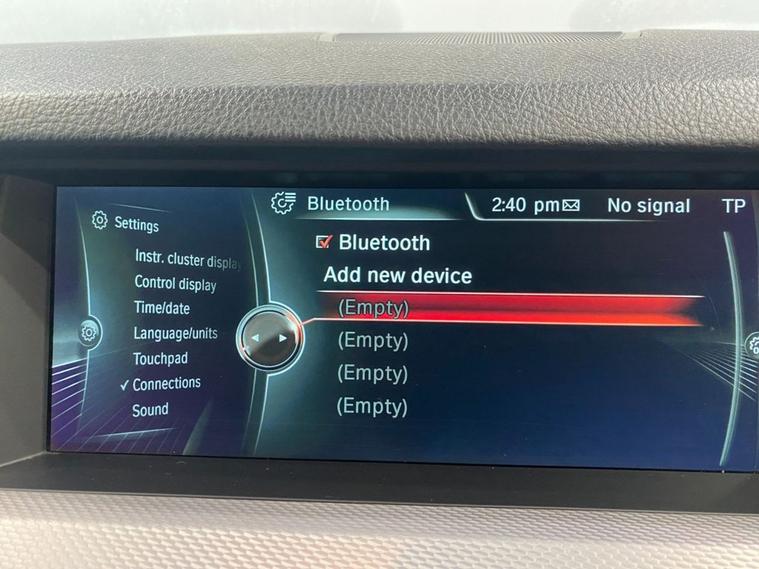 Bluetooth 2:40 pm No signal TP
Settings
Instr. cluster display
Control display
Time/date
Language/units
Touchpad
Connections
Sound
Bluetooth
Add new device
(Empty)
(Empty)
(Empty)
(Empty)